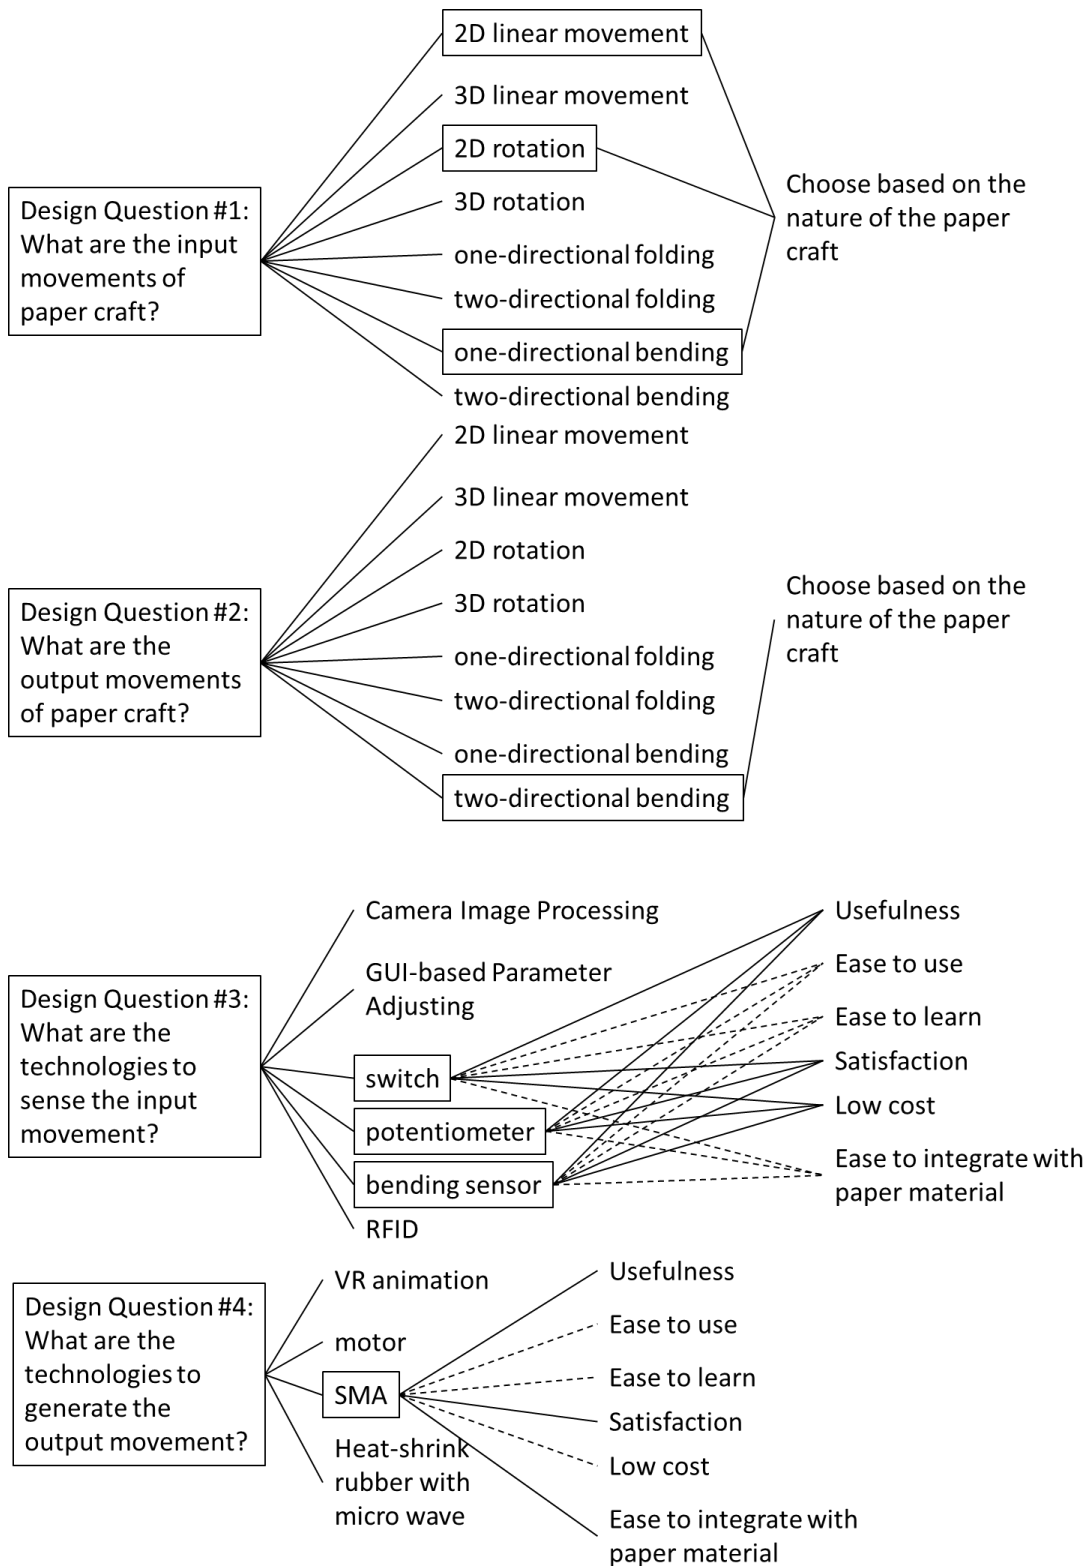 Design Question #1:
What are the input
movements of
paper craft?
2D linear movement
3D linear movement
2D rotation
3D rotation
one-directional folding
two-directional folding
one-directional bending
two-directional bending
Choose based on the
nature of the paper
craft
Design Question #2:
What are the
output movements
of paper craft?
2D linear movement
3D linear movement
2D rotation
3D rotation
one-directional folding
two-directional folding
one-directional bending
two-directional bending
Choose based on the
nature of the paper
craft
Design Question #3:
What are the
technologies to
sense the input
movement?
Camera Image Processing
GUI-based Parameter
Adjusting
switch
potentiometer
bending sensor
RFID
Usefulness
Ease to use
Ease to learn
Satisfaction
Low cost
Ease to integrate with
paper material
Design Question #4:
What are the
technologies to
generate the
output movement?
VR animation
motor
SMA
Heat-shrink
rubber with
micro wave
Usefulness
Ease to use
Ease to learn
Satisfaction
Low cost
Ease to integrate with
paper material